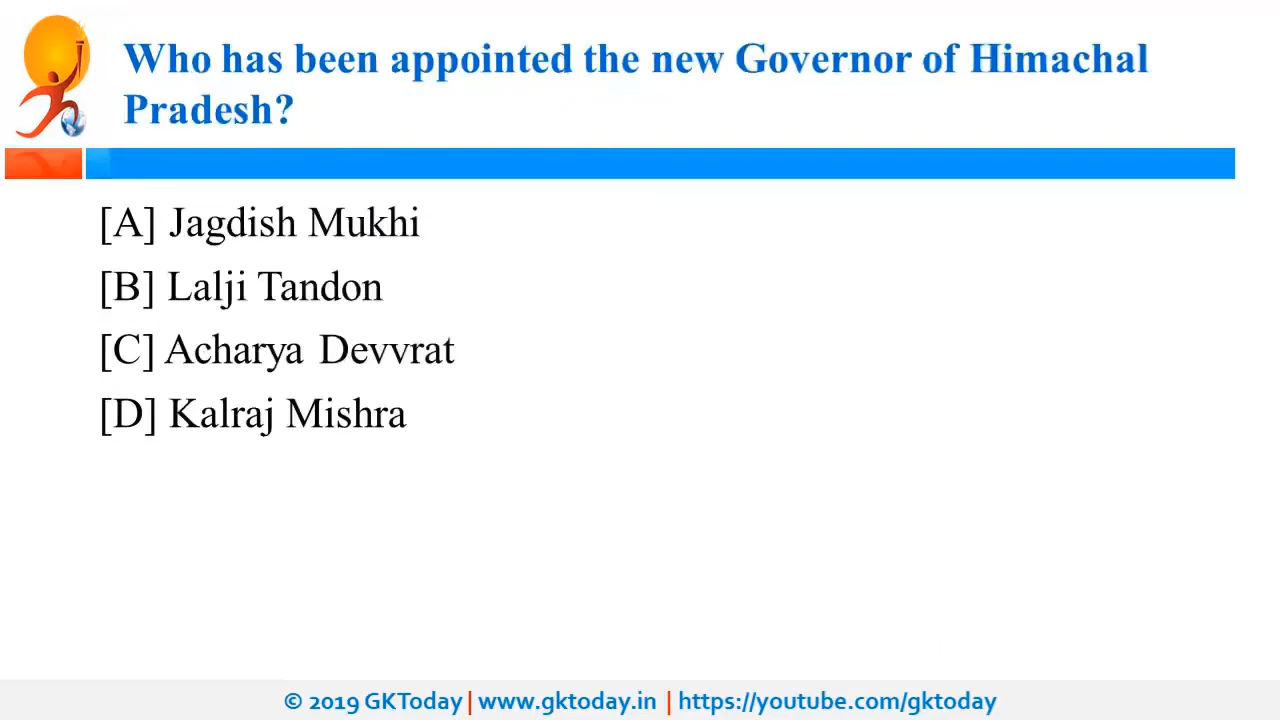 Who has been appointed the new Governor of Himachal
Pradesh?
[A] Jagdish Mukhi
[B] Lalji Tandon
[C] Acharya Devvrat
[D] Kalraj Mishra
© 2019 GKToday | www.gktoday.in | https://youtube.com/gktoday